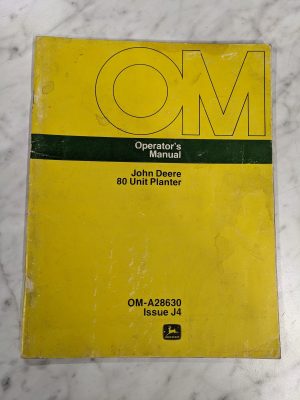 OM
Operator's
Manual
John Deere
80 Unit Planter
OM-A28630
Issue J4